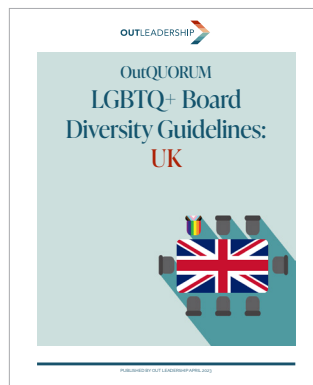 OUTLEADERSHIP
OutQUORUM
LGBTQ+ Board
Diversity Guidelines:
UK
PUBLISHED BY OUT LEADERSHIP APRIL 2023